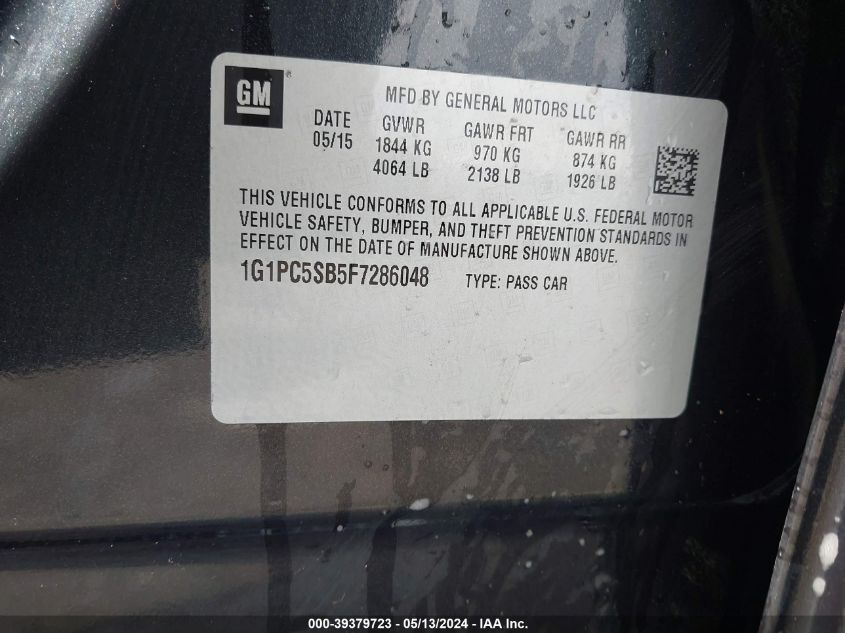 GM
MFD BY GENERAL MOTORS LLC
DATE GVWR GAWR FRT GAWR RR
05/15 1844 KG 970 KG 874 KG
4064 LB 2138 LB 1926 LB
THIS VEHICLE CONFORMS TO ALL APPLICABLE U.S. FEDERAL MOTOR
VEHICLE SAFETY, BUMPER, AND THEFT PREVENTION STANDARDS IN
EFFECT ON THE DATE OF MANUFACTURE SHOWN ABOVE.
1G1PC5SB5F7286048 TYPE: PASS CAR
000-39379723 - 05/13/2024 - IAA Inc.